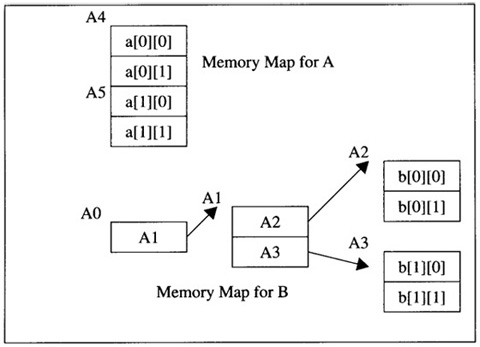 A4
a[0][0]
a[0][1]
Memory Map for A
A5
a[1][0]
a[1][1]
A2
b[0][0]
b[0][1]
A0
A1
A1
A2
A3
A3
b[1][0]
b[1][1]
Memory Map for B